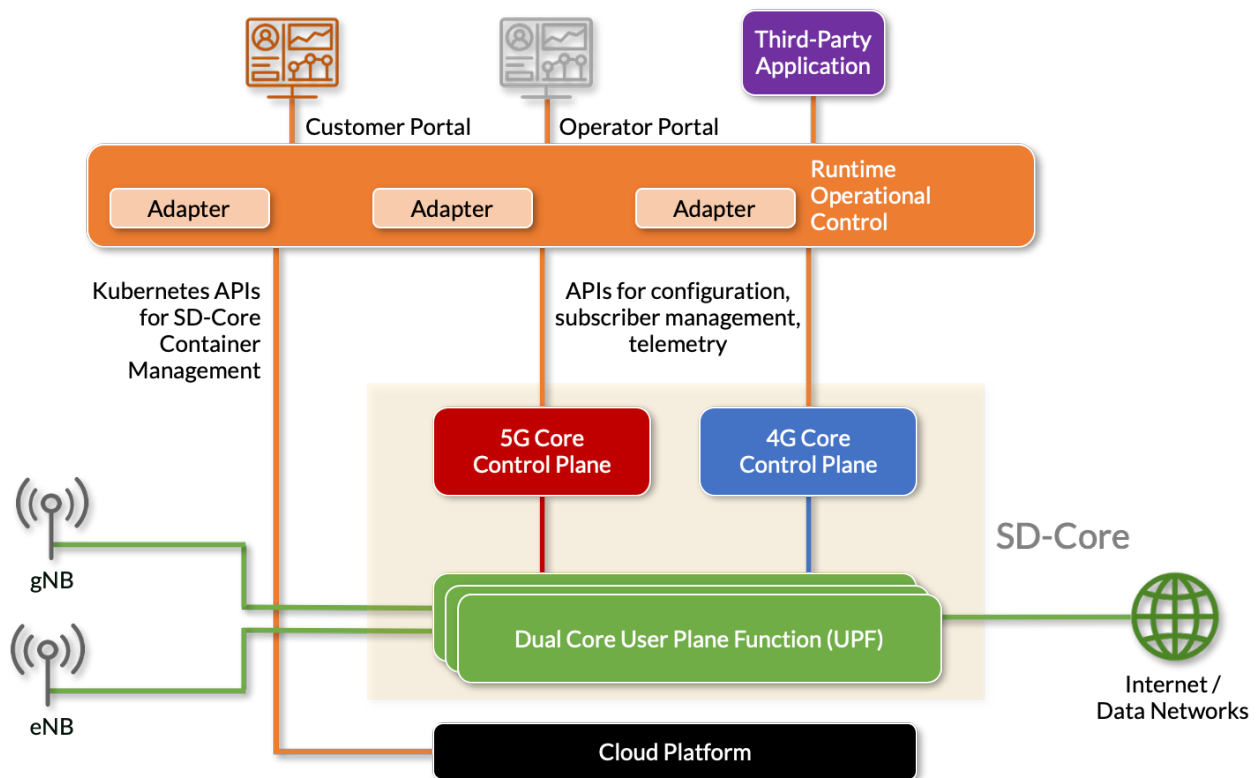 Third-Party
Application
Customer Portal
Operator Portal
Runtime
Operational
Control
Adapter
Adapter
Adapter
Kubernetes APIs
for SD-Core
Container
Management
APIs for configuration,
subscriber management,
telemetry
5G Core
Control Plane
4G Core
Control Plane
gNB
SD-Core
Dual Core User Plane Function (UPF)
eNB
Internet /
Data Networks
Cloud Platform